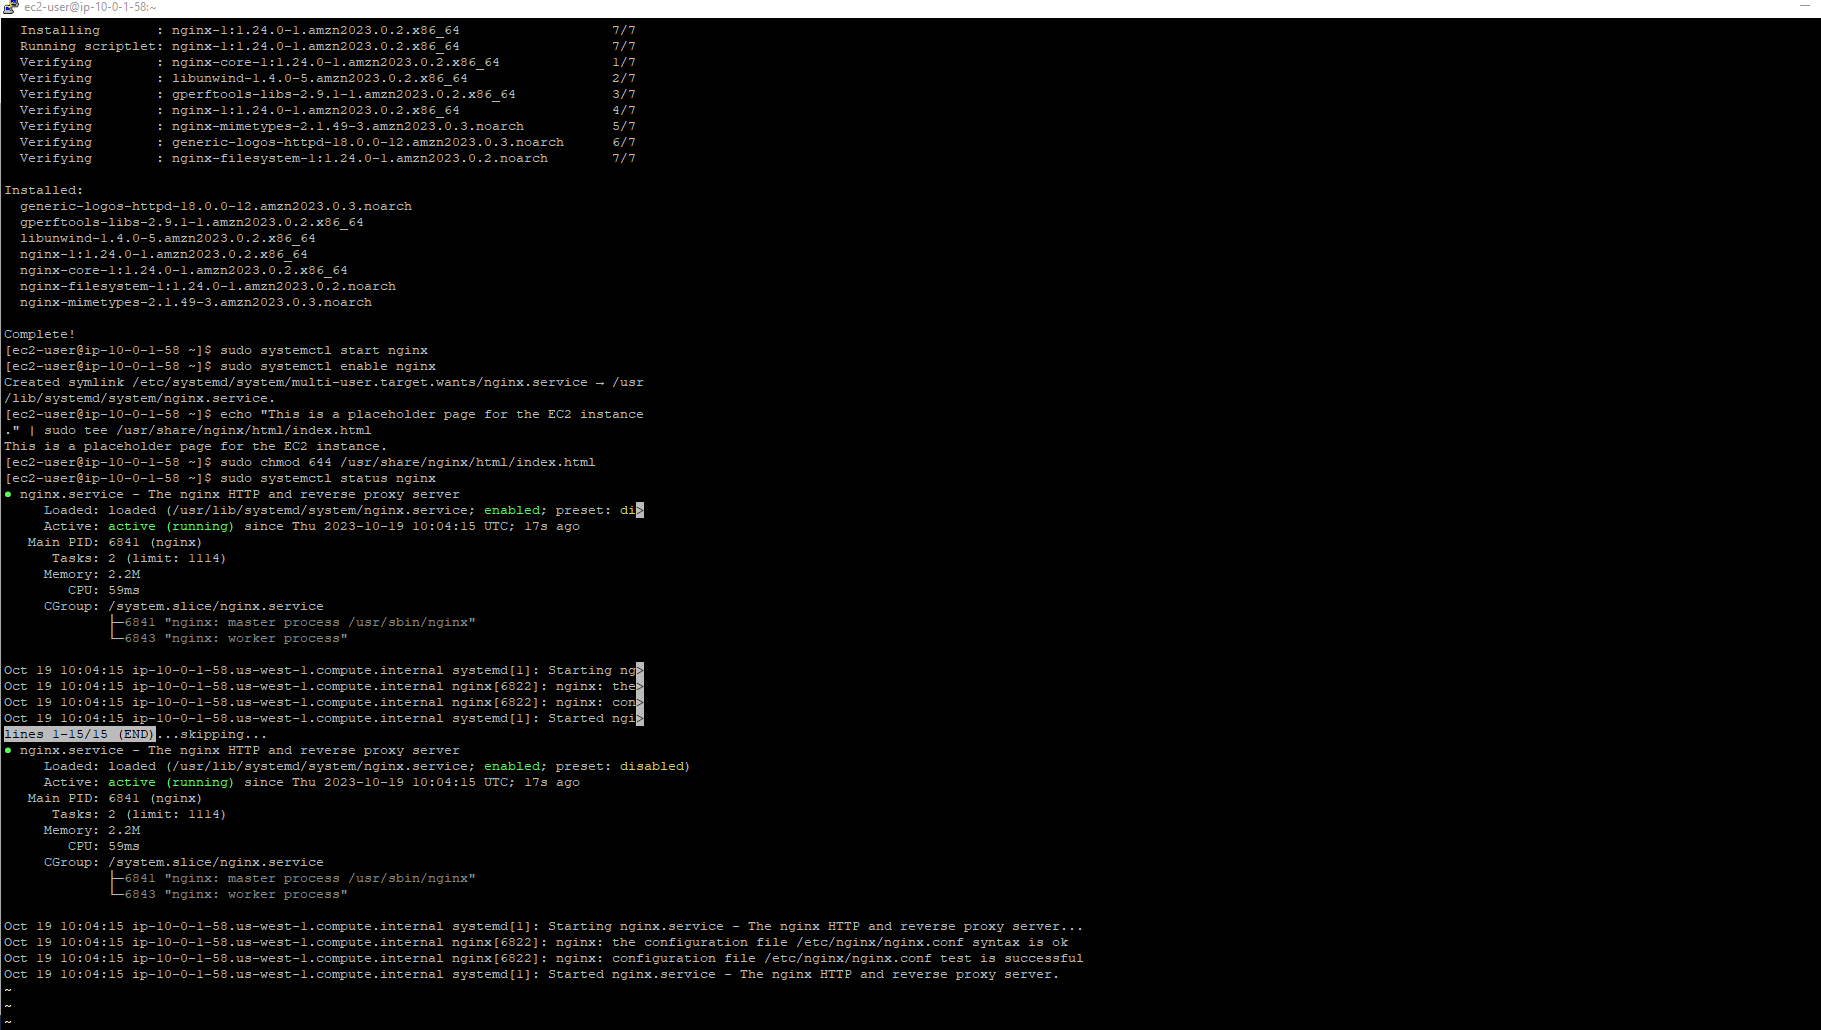 ec2-user@ip-10-0-1-58:~
  Installing       : nginx-1:1.24.0-1.amzn2023.0.2.x86_64                   7/7
  Running scriptlet: nginx-1:1.24.0-1.amzn2023.0.2.x86_64                   7/7
  Verifying        : nginx-core-1:1.24.0-1.amzn2023.0.2.x86_64              1/7
  Verifying        : libunwind-1.4.0-5.amzn2023.0.2.x86_64                  2/7
  Verifying        : gperftools-libs-2.9.1-1.amzn2023.0.2.x86_64            3/7
  Verifying        : nginx-1:1.24.0-1.amzn2023.0.2.x86_64                   4/7
  Verifying        : nginx-mimetypes-2.1.49-3.amzn2023.0.3.noarch           5/7
  Verifying        : generic-logos-httpd-18.0.0-12.amzn2023.0.3.noarch      6/7
  Verifying        : nginx-filesystem-1:1.24.0-1.amzn2023.0.2.noarch        7/7

Installed:
  generic-logos-httpd-18.0.0-12.amzn2023.0.3.noarch
  gperftools-libs-2.9.1-1.amzn2023.0.2.x86_64
  libunwind-1.4.0-5.amzn2023.0.2.x86_64
  nginx-1:1.24.0-1.amzn2023.0.2.x86_64
  nginx-core-1:1.24.0-1.amzn2023.0.2.x86_64
  nginx-filesystem-1:1.24.0-1.amzn2023.0.2.noarch
  nginx-mimetypes-2.1.49-3.amzn2023.0.3.noarch

Complete!
[ec2-user@ip-10-0-1-58 ~]$ sudo systemctl start nginx
[ec2-user@ip-10-0-1-58 ~]$ sudo systemctl enable nginx
Created symlink /etc/systemd/system/multi-user.target.wants/nginx.service → /usr
/lib/systemd/system/nginx.service.
[ec2-user@ip-10-0-1-58 ~]$ echo "This is a placeholder page for the EC2 instance
." | sudo tee /usr/share/nginx/html/index.html
This is a placeholder page for the EC2 instance.
[ec2-user@ip-10-0-1-58 ~]$ sudo chmod 644 /usr/share/nginx/html/index.html
[ec2-user@ip-10-0-1-58 ~]$ sudo systemctl status nginx
● nginx.service - The nginx HTTP and reverse proxy server
     Loaded: loaded (/usr/lib/systemd/system/nginx.service; enabled; preset: di>
     Active: active (running) since Thu 2023-10-19 10:04:15 UTC; 17s ago
   Main PID: 6841 (nginx)
      Tasks: 2 (limit: 1114)
     Memory: 2.2M
        CPU: 59ms
     CGroup: /system.slice/nginx.service
             ├─6841 "nginx: master process /usr/sbin/nginx"
             └─6843 "nginx: worker process"

Oct 19 10:04:15 ip-10-0-1-58.us-west-1.compute.internal systemd[1]: Starting ng>
Oct 19 10:04:15 ip-10-0-1-58.us-west-1.compute.internal nginx[6822]: nginx: the>
Oct 19 10:04:15 ip-10-0-1-58.us-west-1.compute.internal nginx[6822]: nginx: con>
Oct 19 10:04:15 ip-10-0-1-58.us-west-1.compute.internal systemd[1]: Started ngi>
lines 1-15/15 (END)...skipping...
● nginx.service - The nginx HTTP and reverse proxy server
     Loaded: loaded (/usr/lib/systemd/system/nginx.service; enabled; preset: disabled)
     Active: active (running) since Thu 2023-10-19 10:04:15 UTC; 17s ago
   Main PID: 6841 (nginx)
      Tasks: 2 (limit: 1114)
     Memory: 2.2M
        CPU: 59ms
     CGroup: /system.slice/nginx.service
             ├─6841 "nginx: master process /usr/sbin/nginx"
             └─6843 "nginx: worker process"

Oct 19 10:04:15 ip-10-0-1-58.us-west-1.compute.internal systemd[1]: Starting nginx.service - The nginx HTTP and reverse proxy server...
Oct 19 10:04:15 ip-10-0-1-58.us-west-1.compute.internal nginx[6822]: nginx: the configuration file /etc/nginx/nginx.conf syntax is ok
Oct 19 10:04:15 ip-10-0-1-58.us-west-1.compute.internal nginx[6822]: nginx: configuration file /etc/nginx/nginx.conf test is successful
Oct 19 10:04:15 ip-10-0-1-58.us-west-1.compute.internal systemd[1]: Started nginx.service - The nginx HTTP and reverse proxy server.
~
~
~